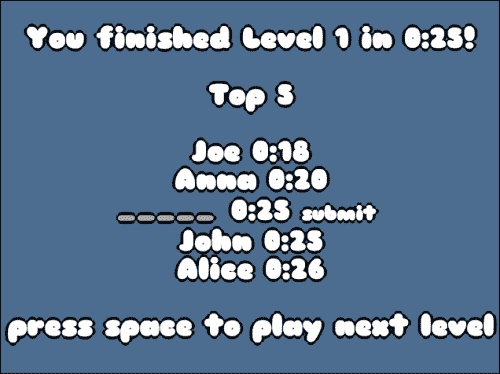 You finished Level 1 in 0:25!
Top 5
Joe 0:18
Anna 0:20
_____ 0:25 submit
John 0:25
Alice 0:26
press space to play next level